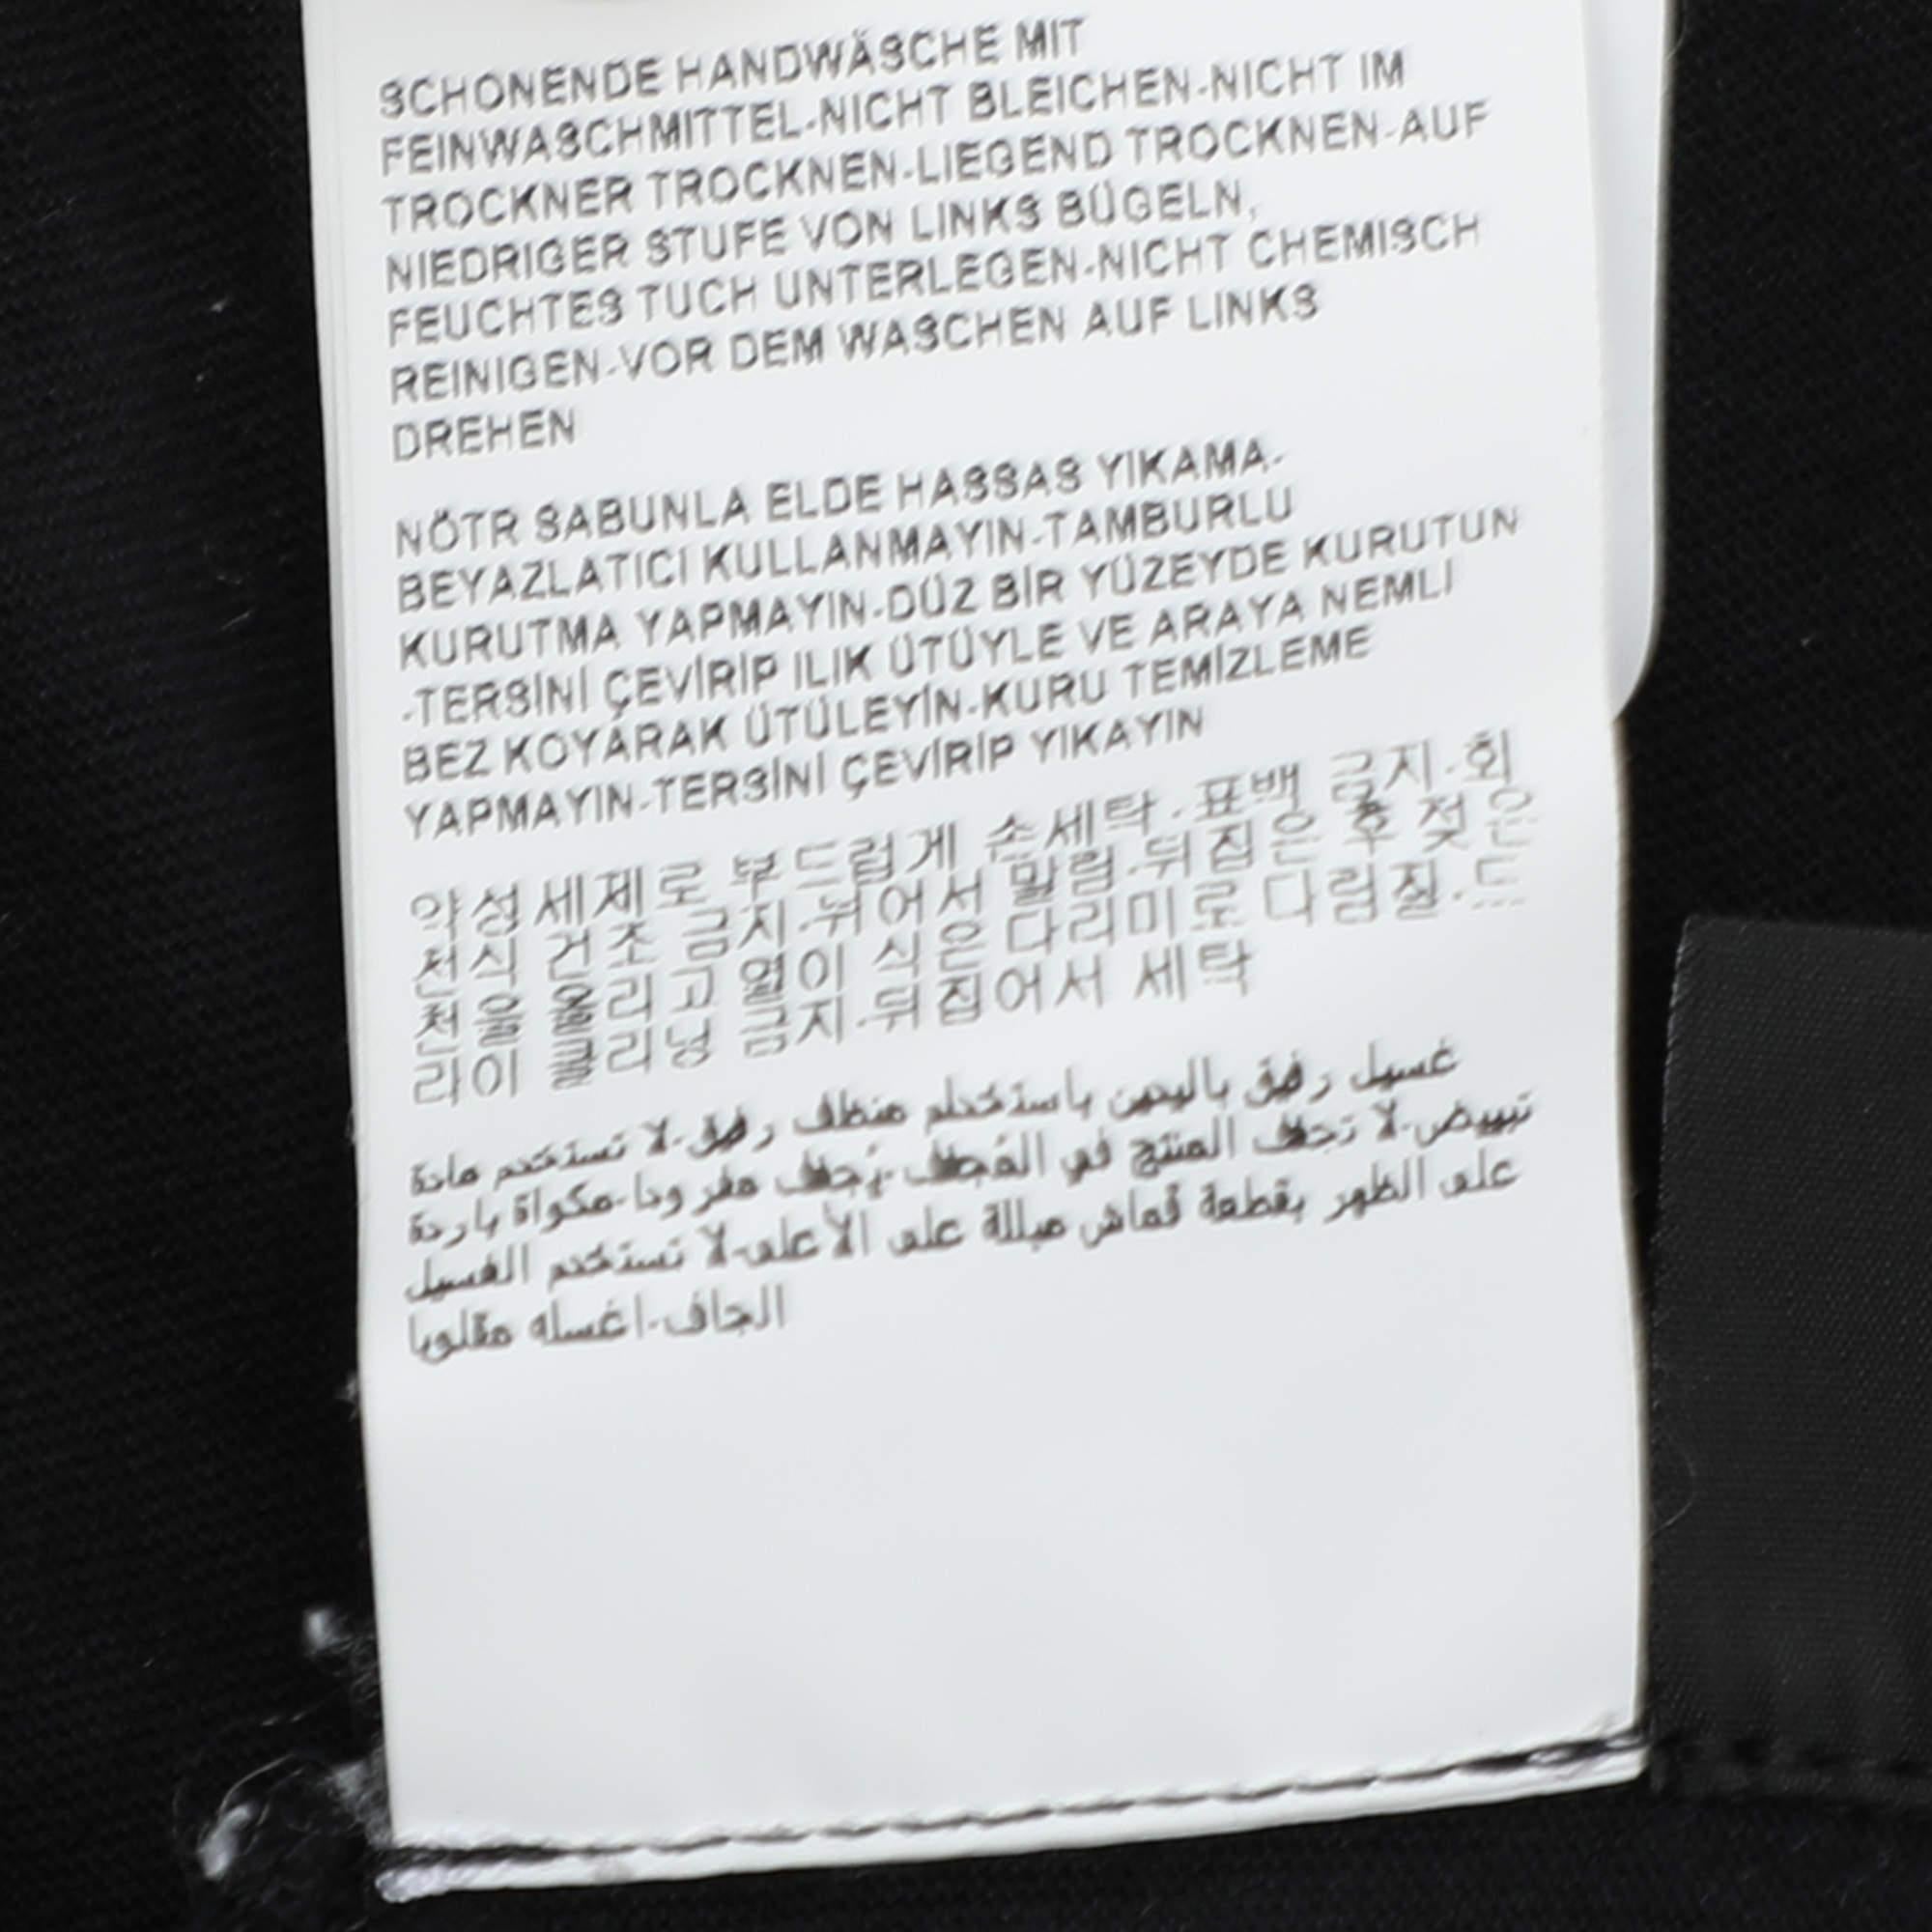 SCHONENDE HANDWÄSCHE MIT
FEINWASCHMITTEL-NICHT BLEICHEN-NICHT IM
TROCKNER TROCKNEN-LIEGEND TROCKNEN-AUF
NIEDRIGER STUFE VON LINKS BÜGELN,
FEUCHTES TUCH UNTERLEGEN-NICHT CHEMISCH
REINIGEN-VOR DEM WASCHEN AUF LINKS
DREHEN
NÖTR SABUNLA ELDE HASSAS YIKAMA-
BEYAZLATICI KULLANMAYIN-TAMBURLU
KURUTMA YAPMAYIN-DÜZ BİR YÜZEYDE KURUTUN
-TERSİNİ ÇEVİRİP ILIK ÜTÜYLE VE ARAYA NEMLİ
BEZ KOYARAK ÜTÜLEYİN-KURU TEMİZLEME
YAPMAYIN-TERSİNİ ÇEVİRİP YIKAYIN
약성세제로 부드럽게 손세탁-표백 금지-회
전식 건조 금지-뉘어서 말림-뒤집은 후 젖은
천을 올리고 열이 식은 다리미로 다림질-드
라이 클리닝 금지-뒤집어서 세탁
غسيل رفيق باليدين باستخدام منظف رفيق-لا تستخدم مادة
تبييض-لا تجفف المنتج في المُجفف-يُجفف مفرودا-مكواة باردة
على الظهر بقطعة قماش مبللة على الأعلى-لا تستخدم الغسيل
الجاف-اغسله مقلوبا